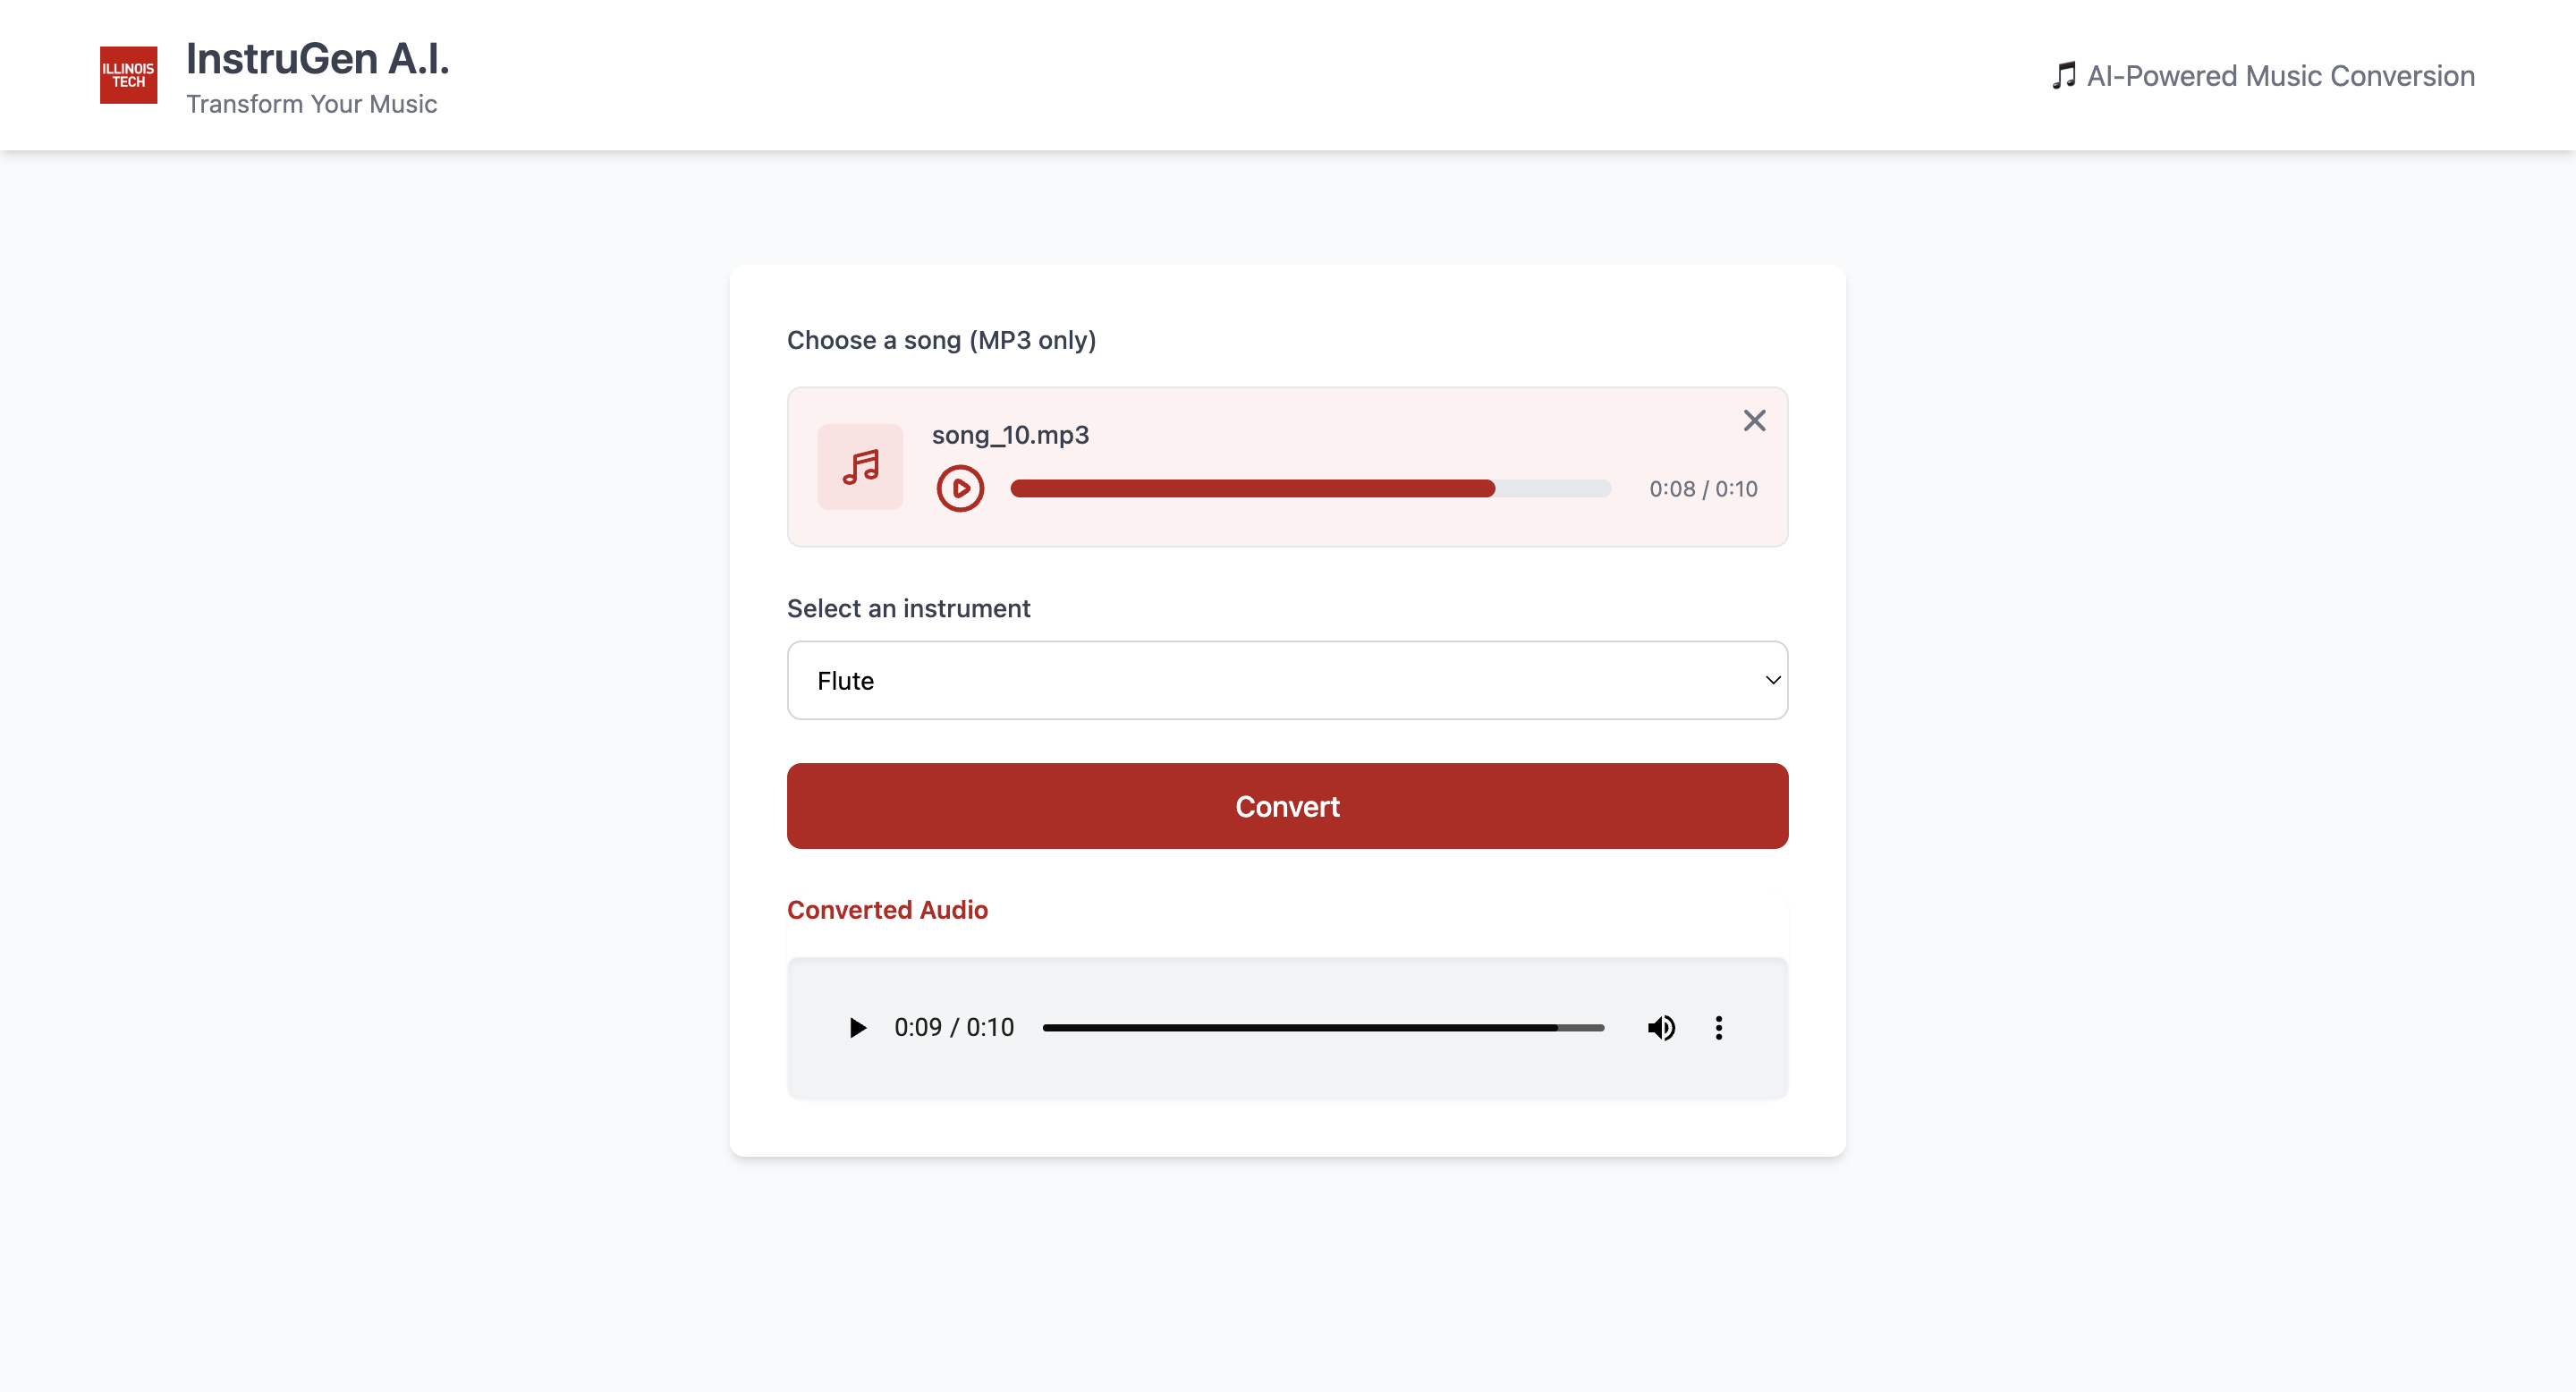 ILLINOIS
TECH
InstruGen A.I.
Transform Your Music
AI-Powered Music Conversion
Choose a song (MP3 only)
song_10.mp3
0:08 / 0:10
Select an instrument
Flute
Convert
Converted Audio
0:09 / 0:10